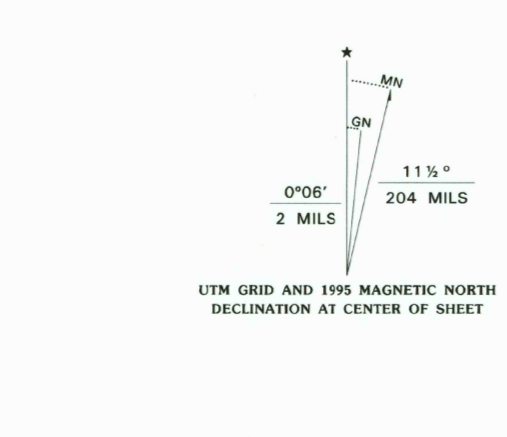 ★
MN
GN
11½°
204 MILS
0°06′
2 MILS
UTM GRID AND 1995 MAGNETIC NORTH
DECLINATION AT CENTER OF SHEET